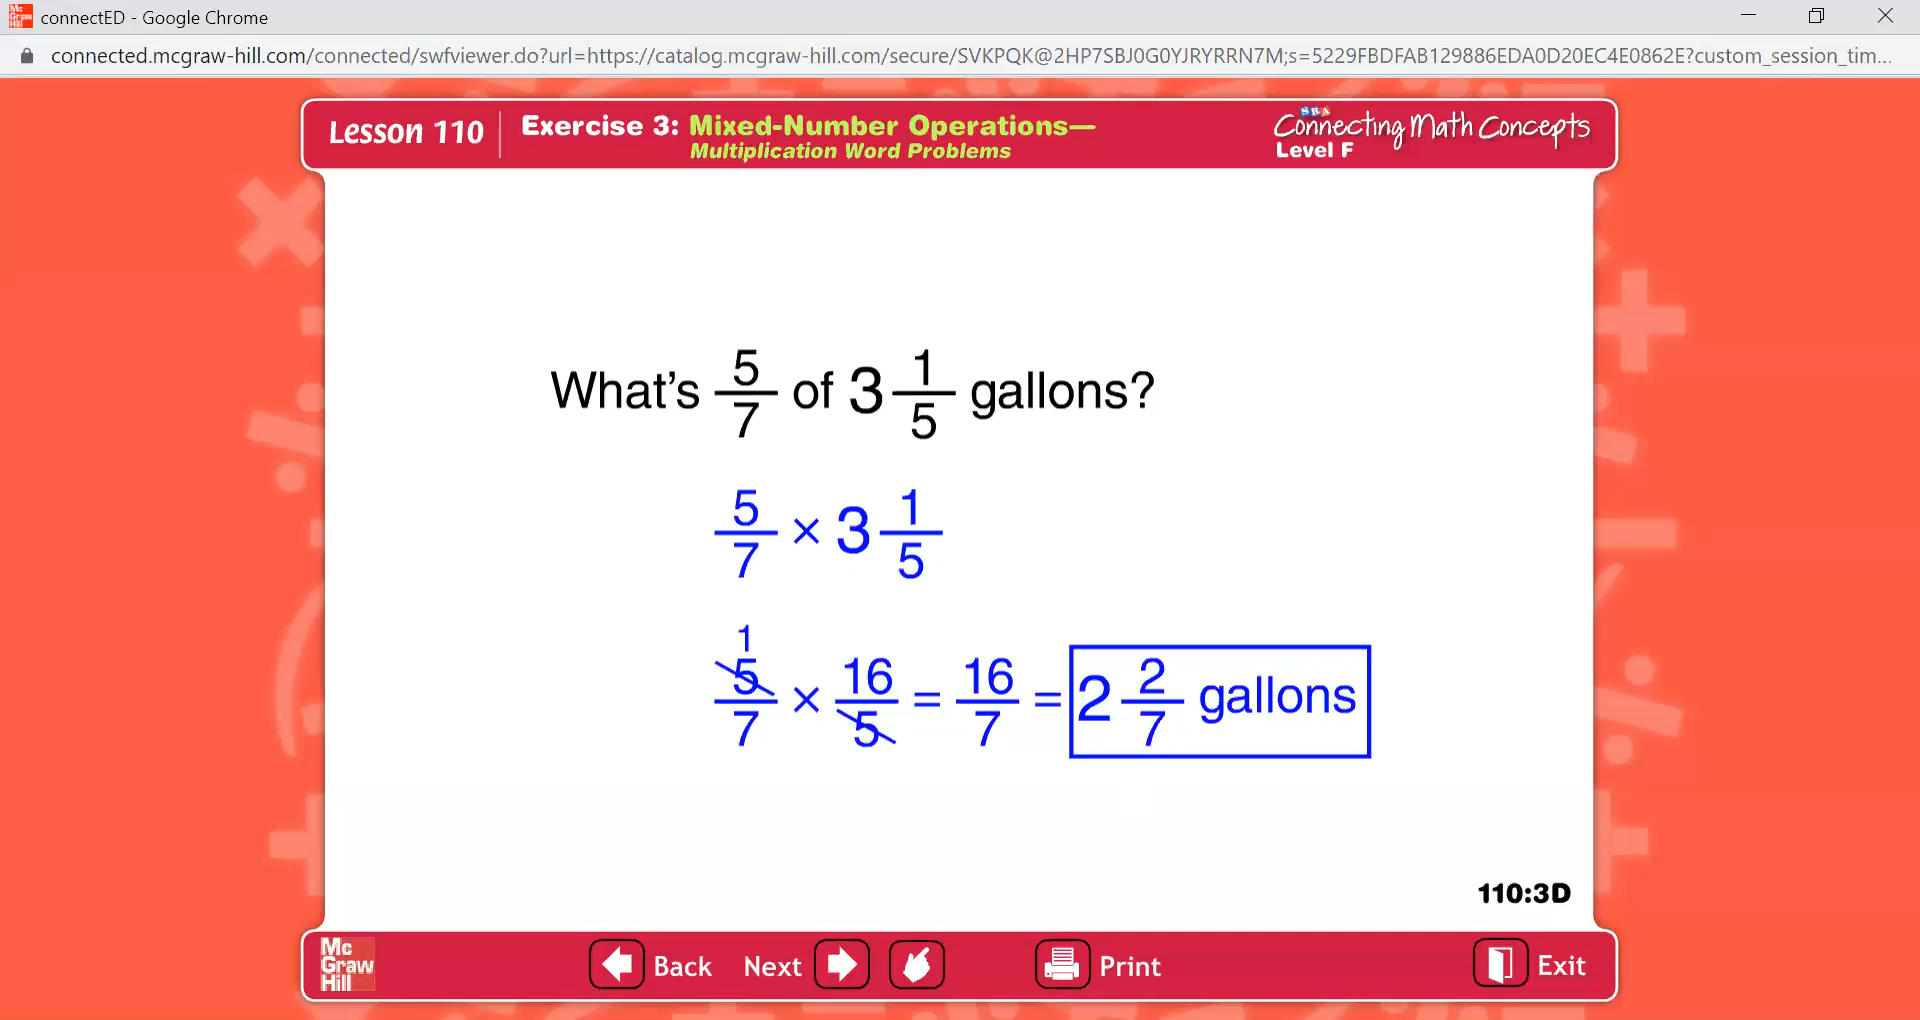 connectED - Google Chrome
connected.mcgraw-hill.com/connected/swfviewer.do?url=https://catalog.mcgraw-hill.com/secure/SVKPQK@2HP7SBJ0G0YJRYRRN7M;s=5229FBDFAB129886EDA0D20EC4E0862E?custom_session_tim...
Lesson 110 Exercise 3: Mixed-Number Operations—
Multiplication Word Problems
SRA
Connecting Math Concepts
Level F
What's 5/7 of 3 1/5 gallons?
5/7 × 3 1/5
1
5/7 × 16/5 = 16/7 = 2 2/7 gallons
110:3D
Mc
Graw
Hill
Back Next Print Exit